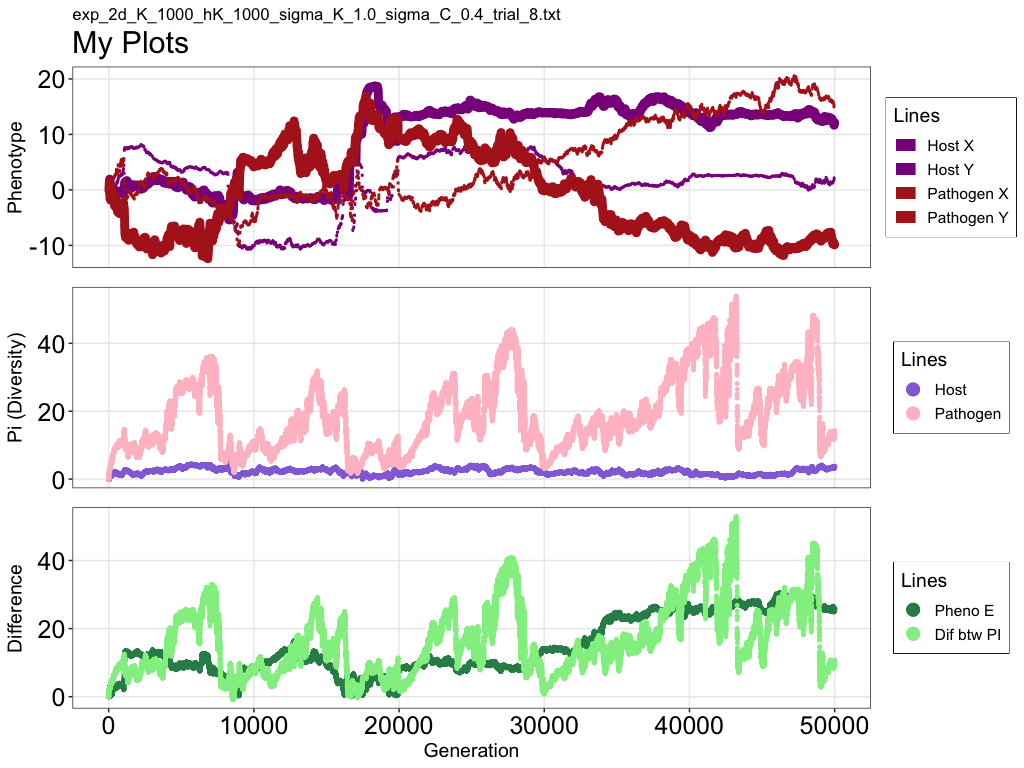 exp_2d_K_1000_hK_1000_sigma_K_1.0_sigma_C_0.4_trial_8.txt
My Plots
Phenotype
20
10
0
-10
Lines
Host X
Host Y
Pathogen X
Pathogen Y
Pi (Diversity)
40
20
0
Lines
Host
Pathogen
Difference
40
20
0
Lines
Pheno E
Dif btw PI
0 10000 20000 30000 40000 50000
Generation